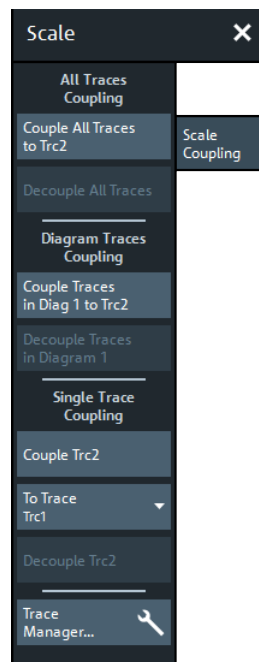 Scale
All Traces
Coupling
Couple All Traces
to Trc2
Scale
Coupling
Decouple All Traces
Diagram Traces
Coupling
Couple Traces
in Diag 1 to Trc2
Decouple Traces
in Diagram 1
Single Trace
Coupling
Couple Trc2
To Trace
Trc1
Decouple Trc2
Trace
Manager...